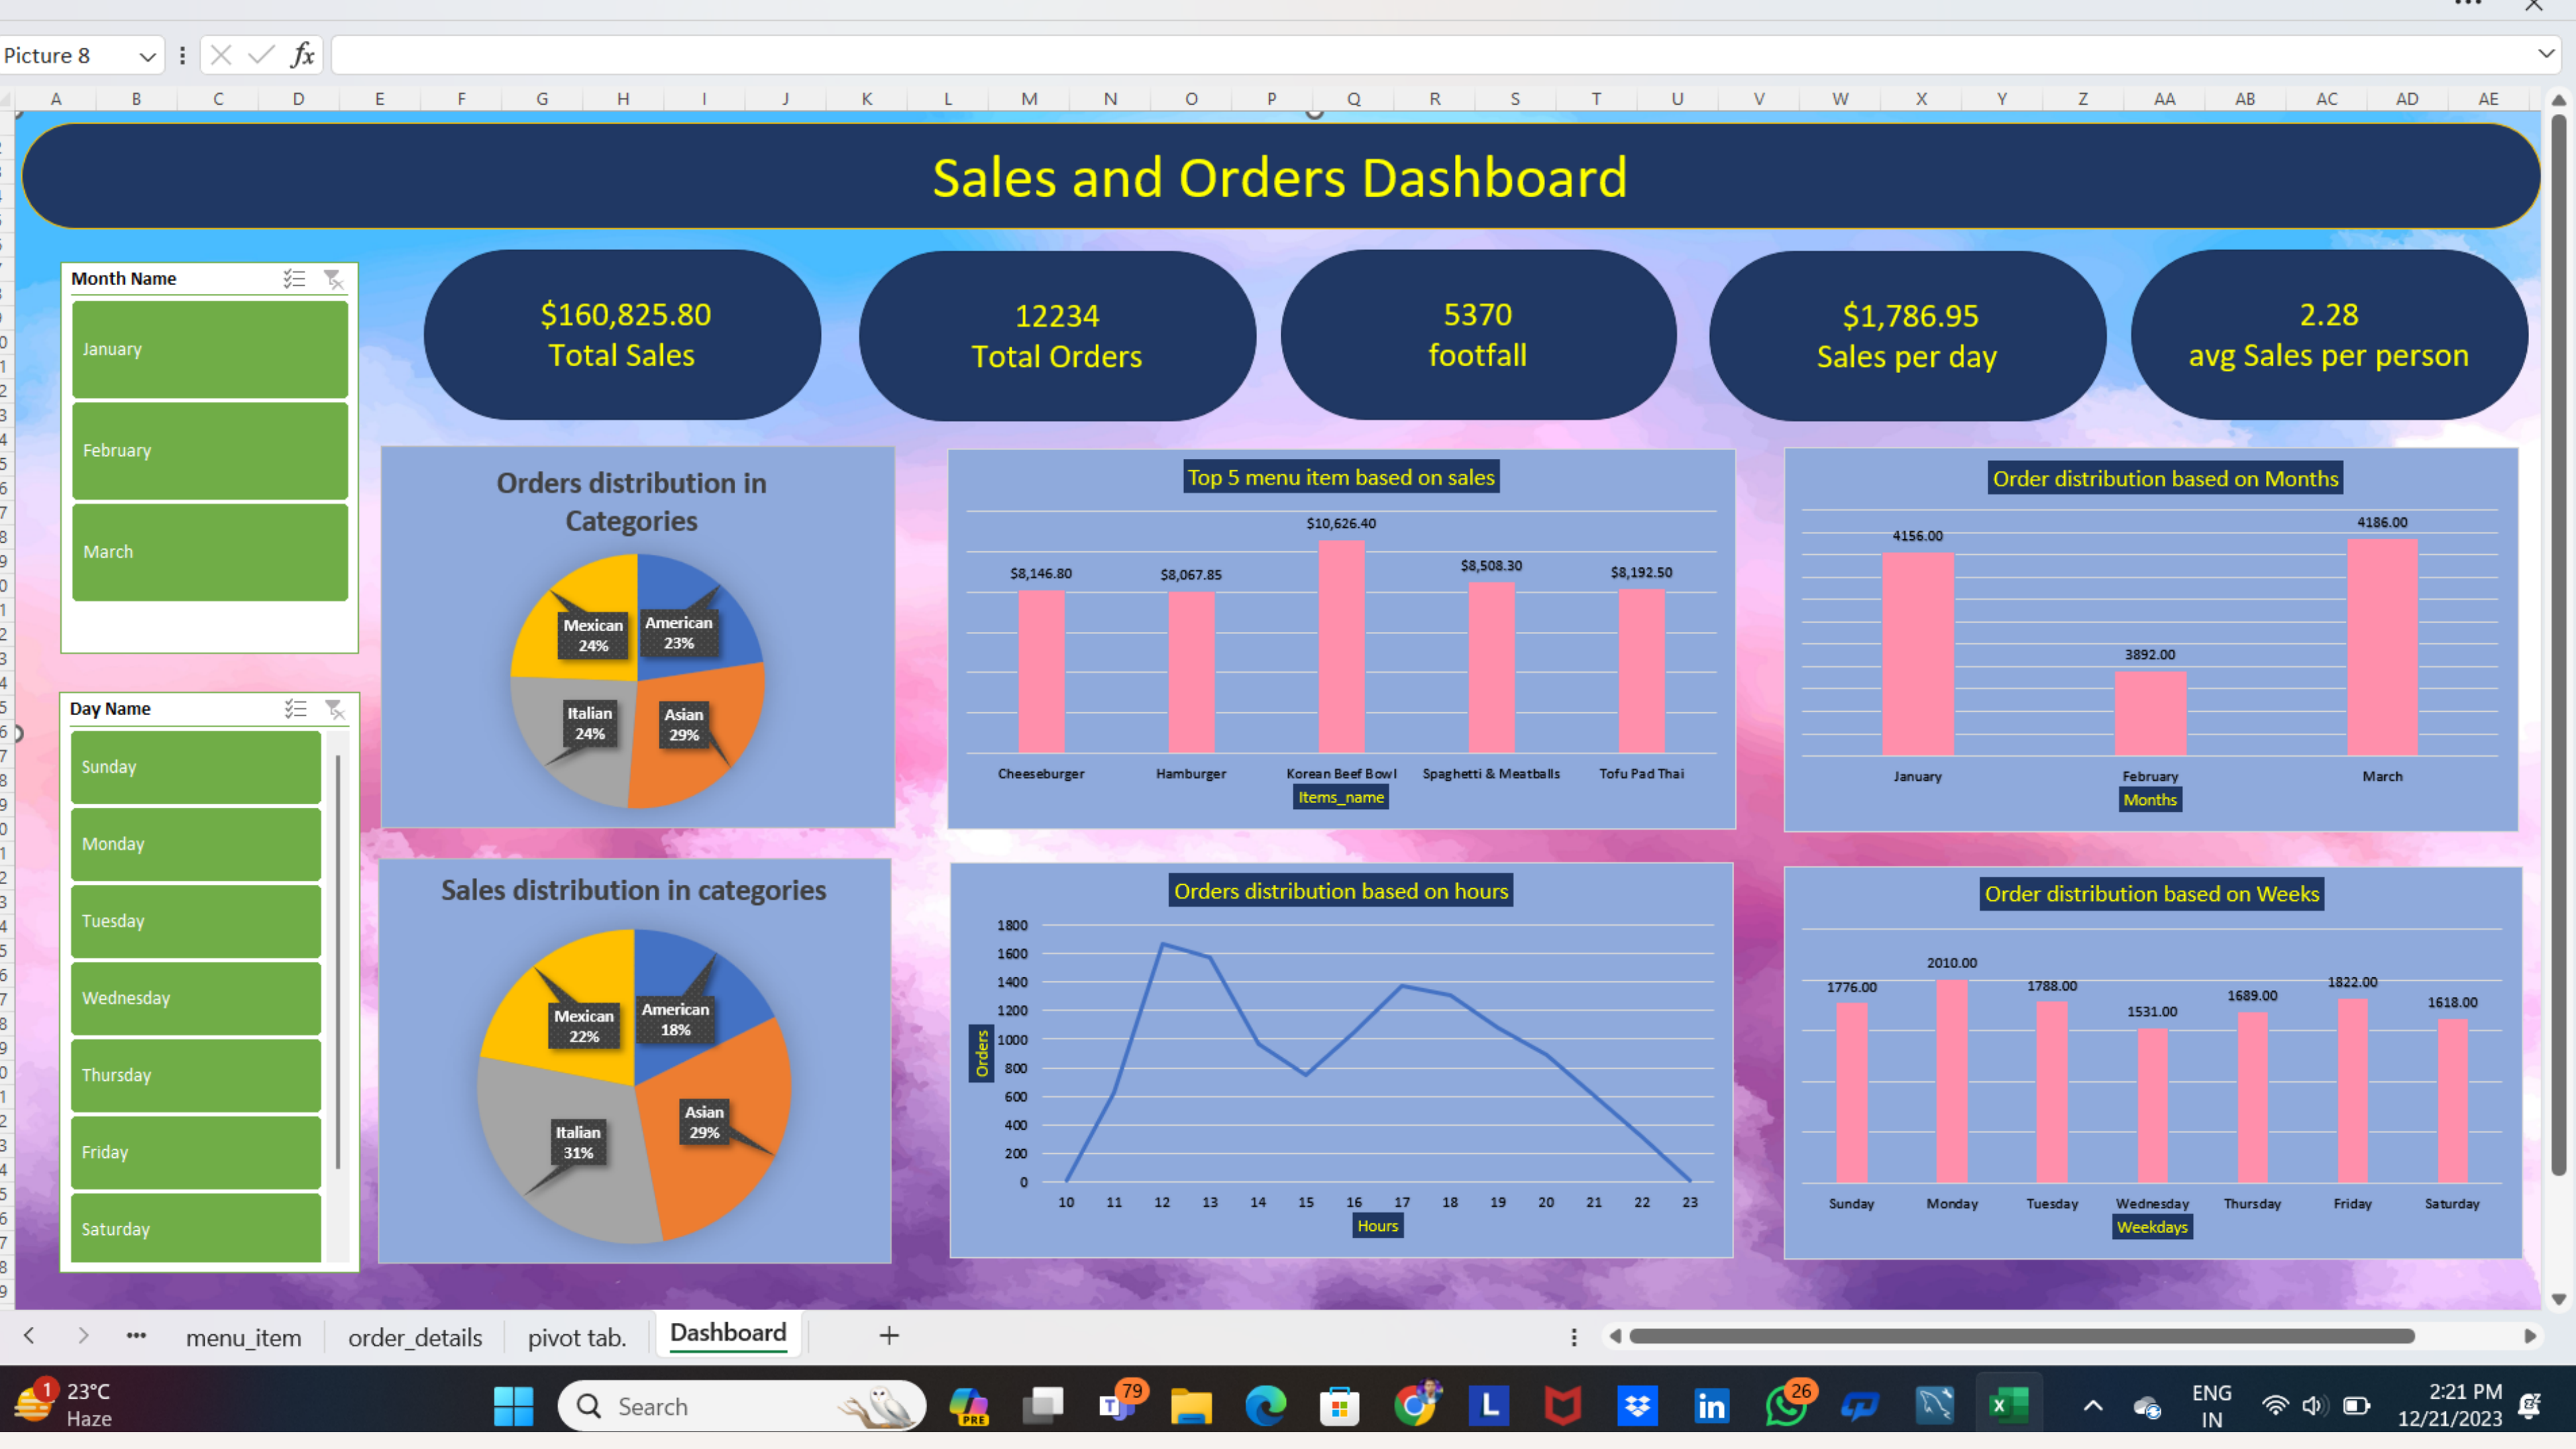 Picture 8
fx
A B C D E F G H I J K L M N O P Q R S T U V W X Y Z AA AB AC AD AE
Sales and Orders Dashboard
Month Name
January
February
March
$160,825.80
Total Sales
12234
Total Orders
5370
footfall
$1,786.95
Sales per day
2.28
avg Sales per person
Orders distribution in
Categories
Mexican
24%
American
23%
Italian
24%
Asian
29%
Top 5 menu item based on sales
$8,146.80
$8,067.85
$10,626.40
$8,508.30
$8,192.50
Cheeseburger
Hamburger
Korean Beef Bowl
Spaghetti & Meatballs
Tofu Pad Thai
Items_name
Order distribution based on Months
4156.00
3892.00
4186.00
January
February
March
Months
Day Name
Sunday
Monday
Tuesday
Wednesday
Thursday
Friday
Saturday
Sales distribution in categories
Mexican
22%
American
18%
Italian
31%
Asian
29%
Orders distribution based on hours
1800
1600
1400
1200
1000
800
600
400
200
0
Orders
10 11 12 13 14 15 16 17 18 19 20 21 22 23
Hours
Order distribution based on Weeks
1776.00
2010.00
1788.00
1531.00
1689.00
1822.00
1618.00
Sunday
Monday
Tuesday
Wednesday
Thursday
Friday
Saturday
Weekdays
menu_item
order_details
pivot tab.
Dashboard
1
23°C
Haze
Search
PRE
T
79
L
in
26
X
ENG
IN
2:21 PM
12/21/2023